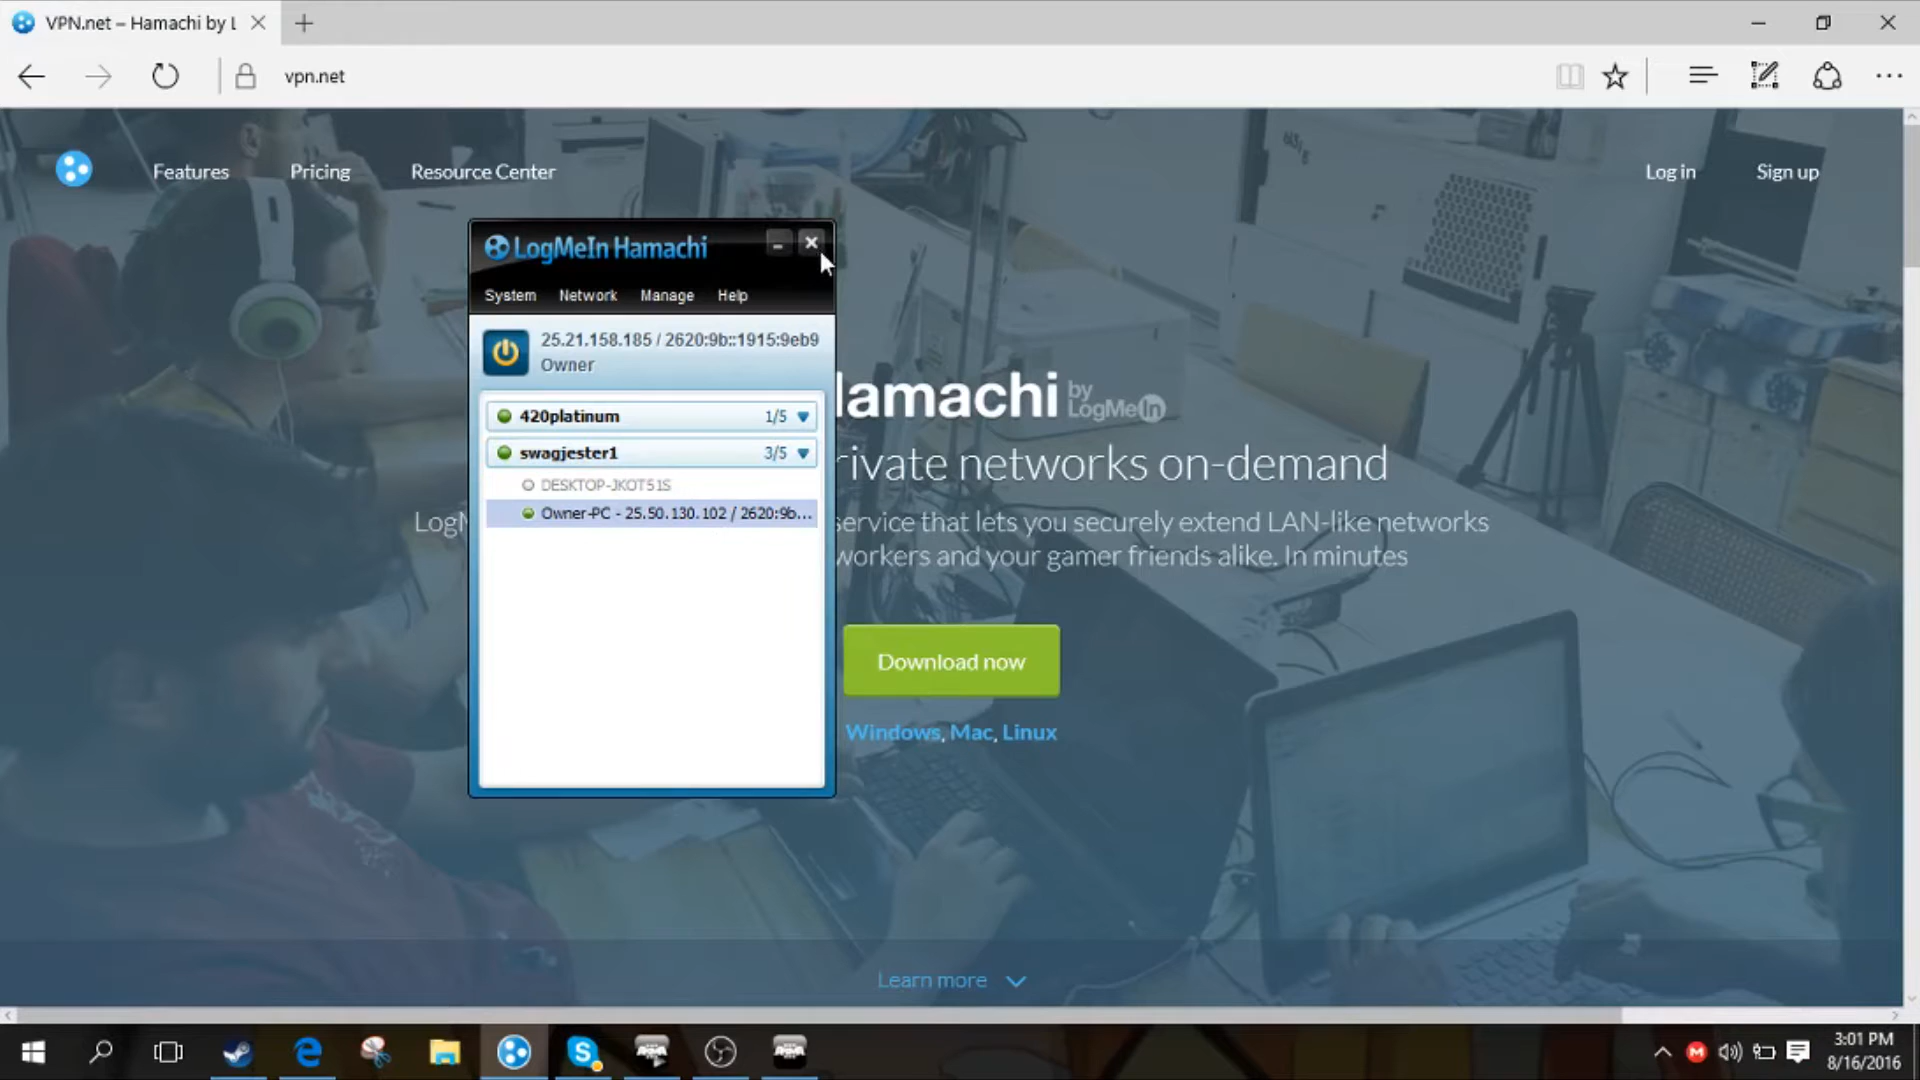 VPN.net – Hamachi by L
vpn.net
Features
Pricing
Resource Center
Log in
Sign up
LogMeIn Hamachi
System
Network
Manage
Help
25.21.158.185 / 2620:9b::1915:9eb9
Owner
420platinum 1/5
swagjester1 3/5
DESKTOP-JKOT51S
Owner-PC - 25.50.130.102 / 2620:9b...
amachi by LogMeIn
rivate networks on-demand
LogM service that lets you securely extend LAN-like networks
workers and your gamer friends alike. In minutes
Download now
Windows, Mac, Linux
Learn more
3:01 PM
8/16/2016